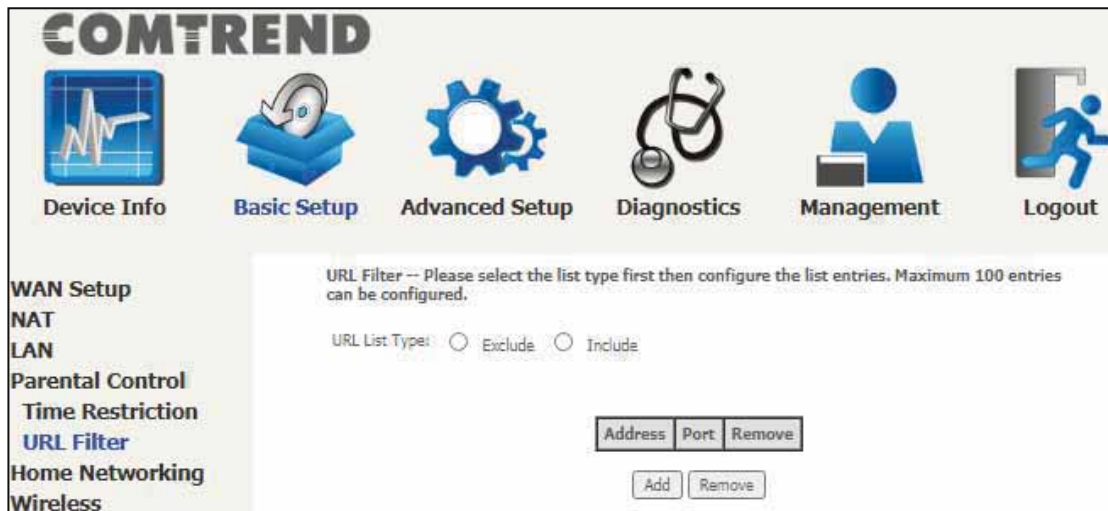 COMTREND
Device Info
Basic Setup
Advanced Setup
Diagnostics
Management
Logout
WAN Setup
NAT
LAN
Parental Control
Time Restriction
URL Filter
Home Networking
Wireless
URL Filter -- Please select the list type first then configure the list entries. Maximum 100 entries
can be configured.
URL List Type: Exclude Include
Address Port Remove
Add Remove